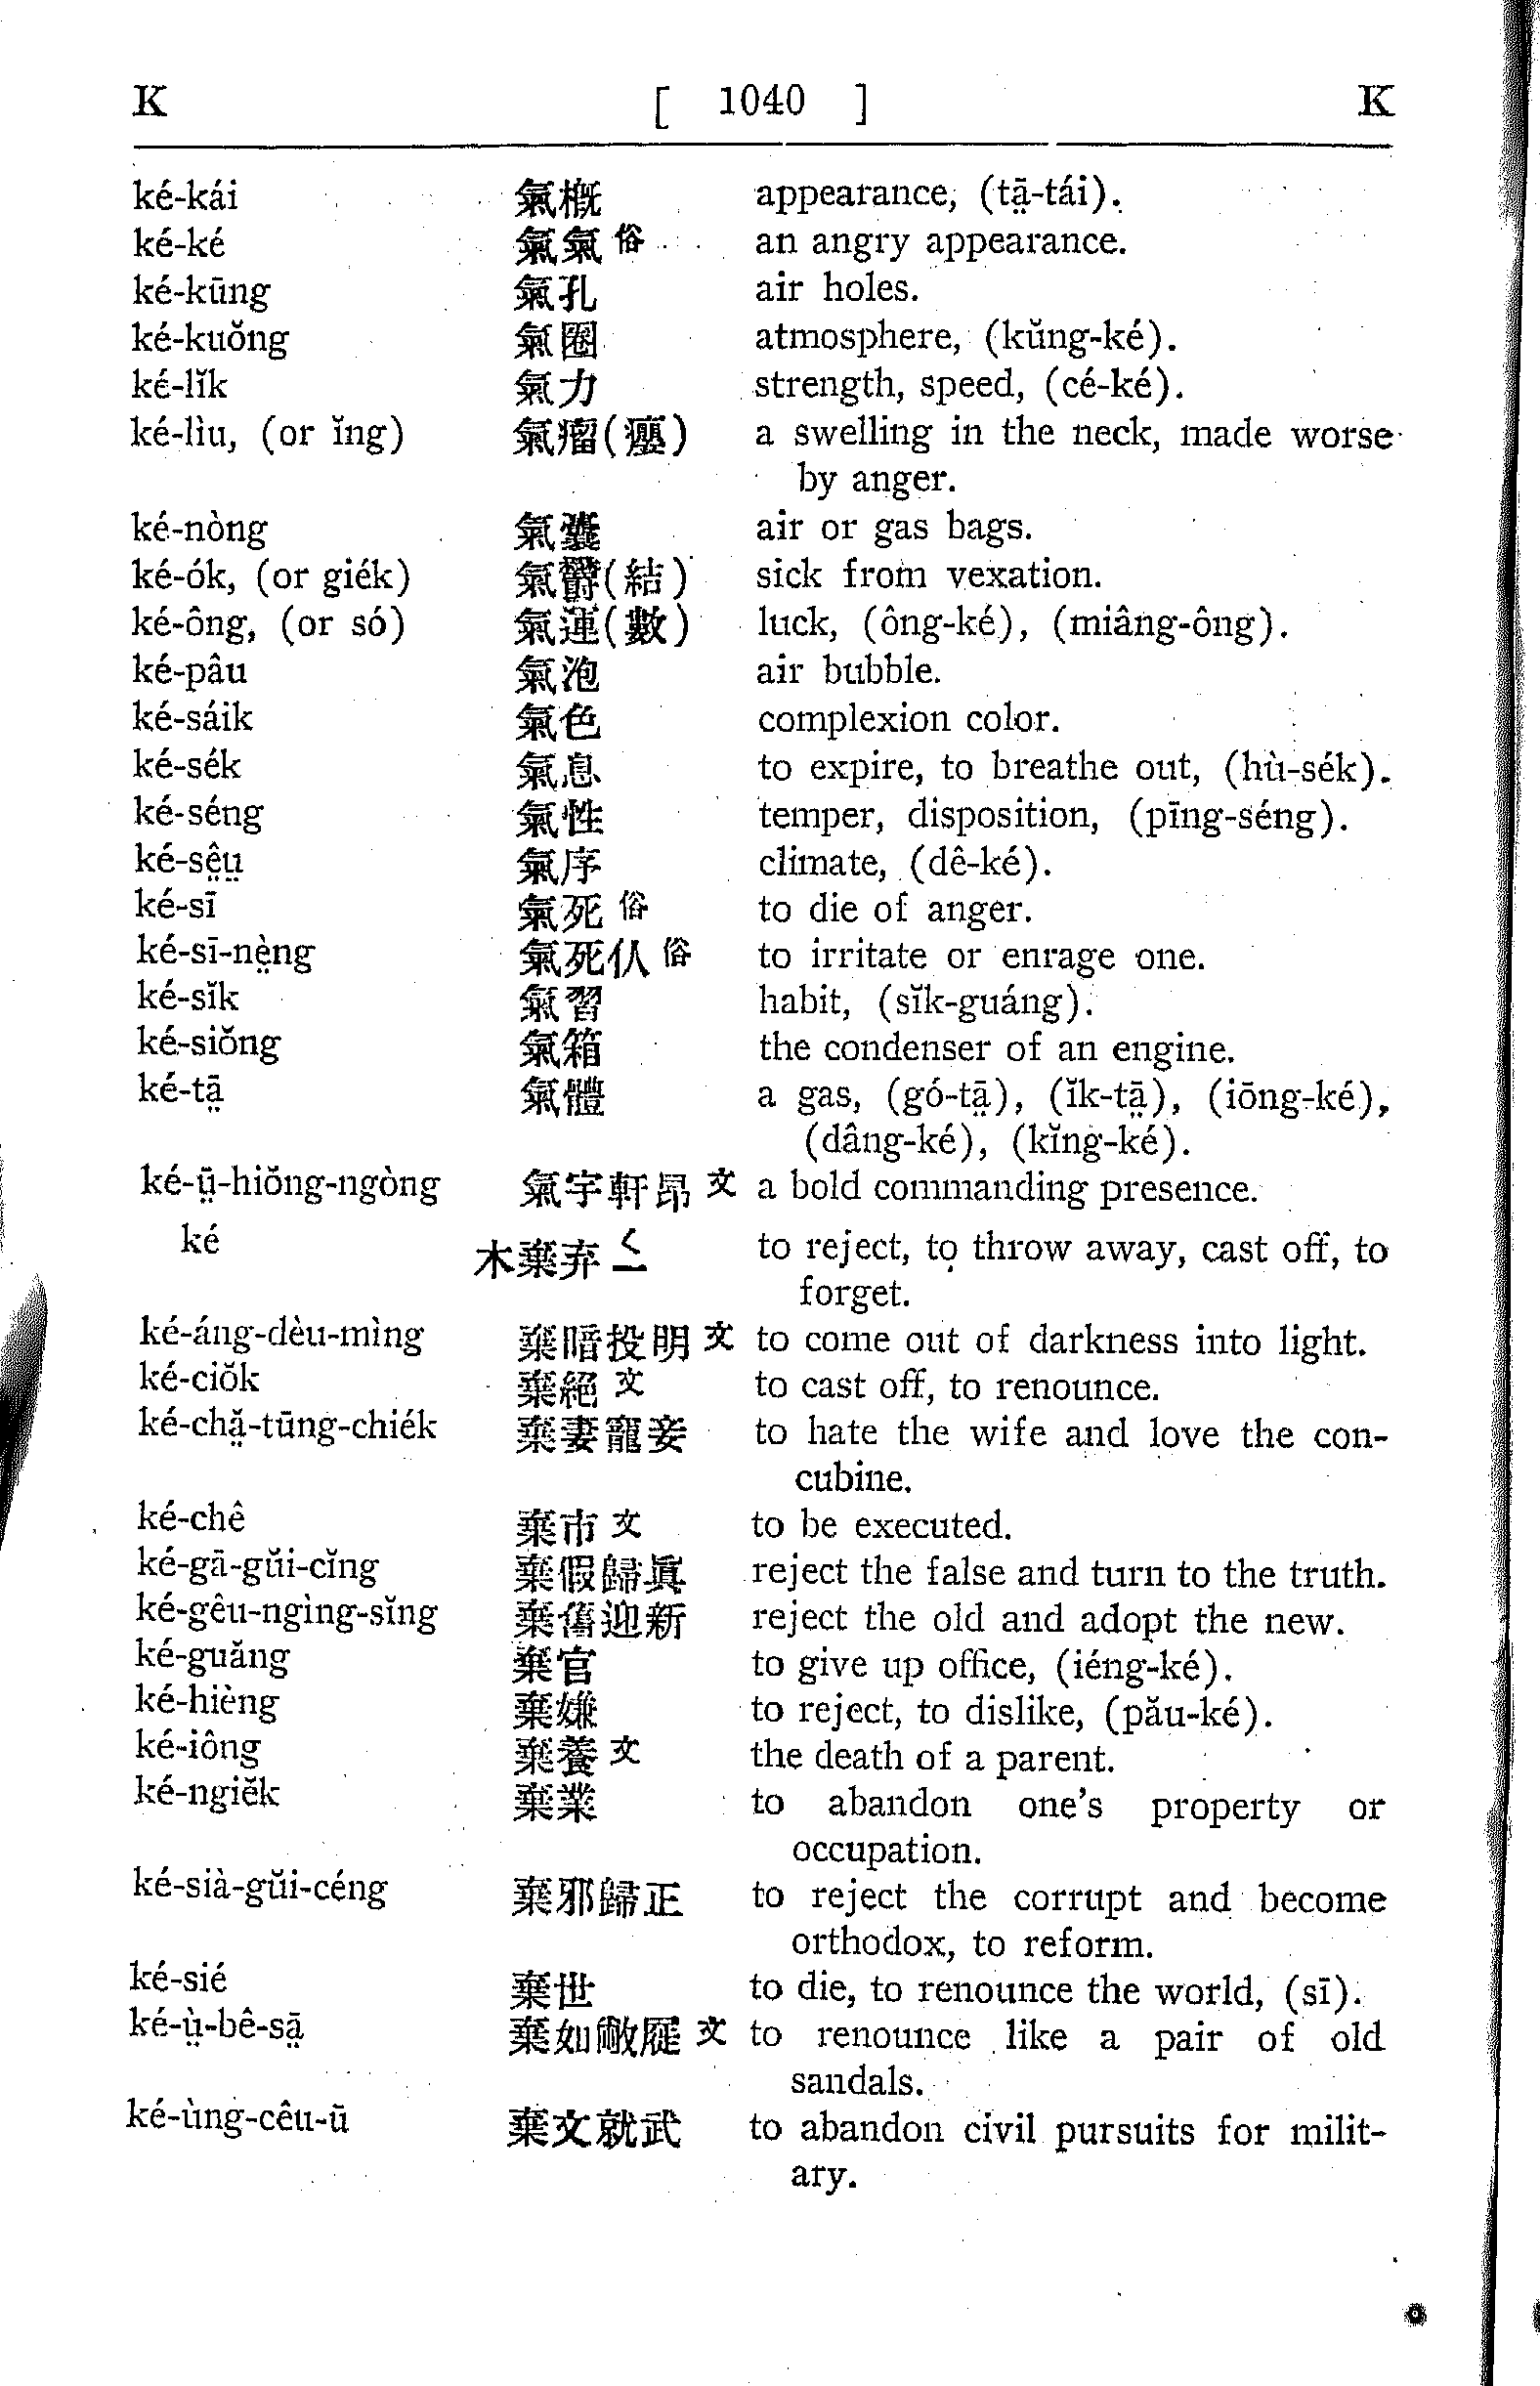 K [ 1040 ] K
ké-kái 氣概 appearance, (tā̤-tái).
ké-ké 氣氣 俗 an angry appearance.
ké-kūng 氣孔 air holes.
ké-kuŏng 氣圈 atmosphere, (kŭng-ké).
ké-lĭk 氣力 strength, speed, (cé-ké).
ké-lìu, (or ĭng) 氣瘤(癭) a swelling in the neck, made worse
by anger.
ké-nòng 氣囊 air or gas bags.
ké-ók, (or giék) 氣欝(結) sick from vexation.
ké-ông, (or só) 氣運(數) luck, (ông-ké), (miâng-ông).
ké-pâu 氣泡 air bubble.
ké-sáik 氣色 complexion color.
ké-sék 氣息 to expire, to breathe out, (hù-sék).
ké-séng 氣性 temper, disposition, (pīng-séng).
ké-sê̤ṳ 氣序 climate, (dê-ké).
ké-sī 氣死 俗 to die of anger.
ké-sī-nè̤ng 氣死仈 俗 to irritate or enrage one.
ké-sĭk 氣習 habit, (sĭk-guáng).
ké-siŏng 氣箱 the condenser of an engine.
ké-tā̤ 氣體 a gas, (gó-tā̤), (ĭk-tā̤), (iōng-ké),
(dâng-ké), (kĭng-ké).
ké-ṳ̄-hiŏng-ngòng 氣宇軒昂 文 a bold commanding presence.
ké 木棄弃 to reject, to throw away, cast off, to
forget.
ké-áng-dèu-mìng 棄暗投明 文 to come out of darkness into light.
ké-ciŏk 棄絕 文 to cast off, to renounce.
ké-chă̤-tūng-chiék 棄妻寵妾 to hate the wife and love the con-
cubine.
ké-chê 棄市 文 to be executed.
ké-gā-gŭi-cĭng 棄假歸眞 reject the false and turn to the truth.
ké-gêu-ngìng-sĭng 棄舊迎新 reject the old and adopt the new.
ké-guăng 棄官 to give up office, (iéng-ké).
ké-hièng 棄嫌 to reject, to dislike, (pău-ké).
ké-iông 棄養 文 the death of a parent.
ké-ngiĕk 棄業 to abandon one's property or
occupation.
ké-sià-gŭi-céng 棄邪歸正 to reject the corrupt and become
orthodox, to reform.
ké-sié 棄世 to die, to renounce the world, (sī).
ké-ṳ̀-bê-sā̤ 棄如敝屣 文 to renounce like a pair of old
sandals.
ké-ùng-cêu-ū 棄文就武 to abandon civil pursuits for milit-
ary.